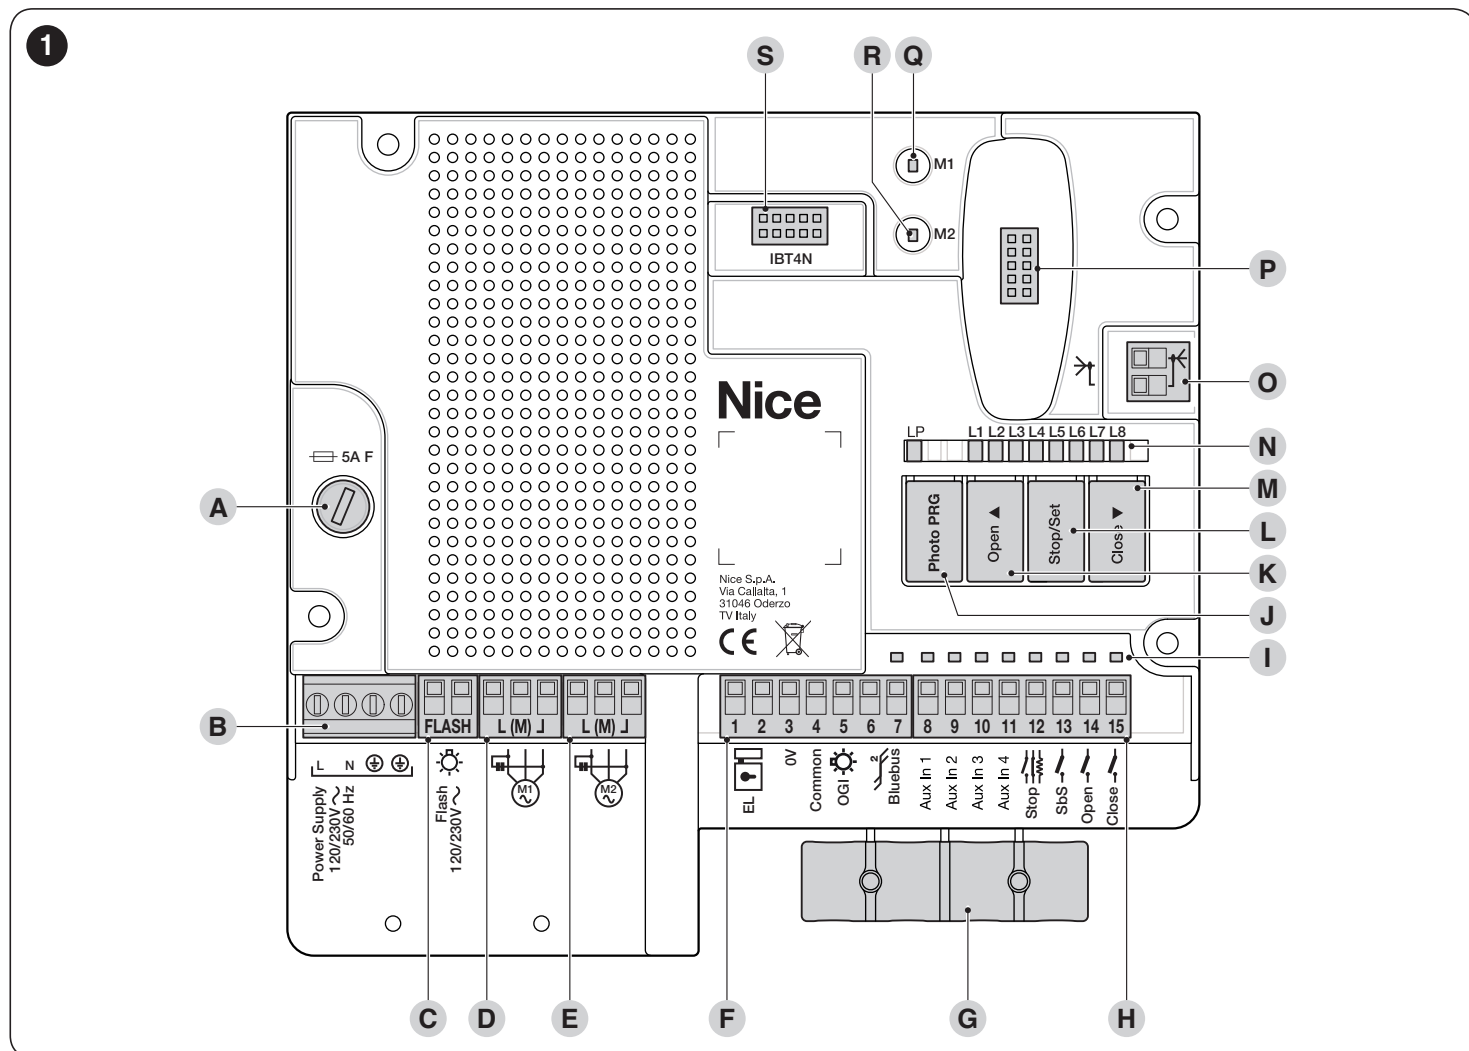 1
S
R
Q
M1
M2
IBT4N
P
O
Nice
LP L1 L2 L3 L4 L5 L6 L7 L8
N
5A F
A
M
Photo PRG
Open ▲
Stop/Set
Close ▼
L
K
J
Nice S.p.A.
Via Callalta, 1
31046 Oderzo
TV Italy
CE
I
B
FLASH
L (M)
L (M)
1 2 3 4 5 6 7 8 9 10 11 12 13 14 15
L N
Power Supply
120/230V ~
50/60 Hz
Flash
120/230V ~
M1
M2
EL
0V
Common
OGI
2
Bluebus
Aux In 1
Aux In 2
Aux In 3
Aux In 4
Stop
SbS
Open
Close
C
D
E
F
G
H